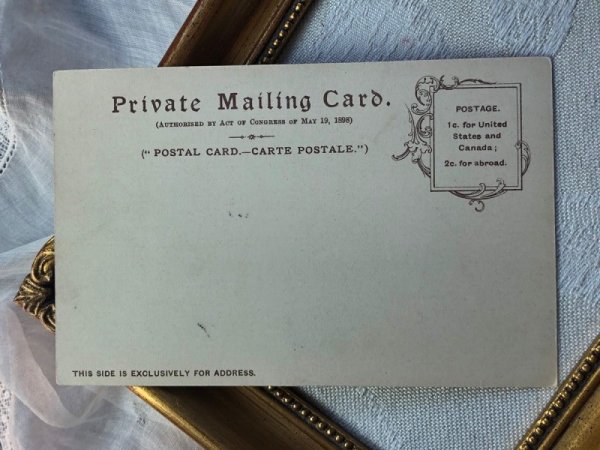 Private Mailing Card.
(Authorised by Act of Congress of May 19, 1898)
(" POSTAL CARD.—CARTE POSTALE.")
POSTAGE.
1c. for United
States and
Canada ;
2c. for abroad.
THIS SIDE IS EXCLUSIVELY FOR ADDRESS.